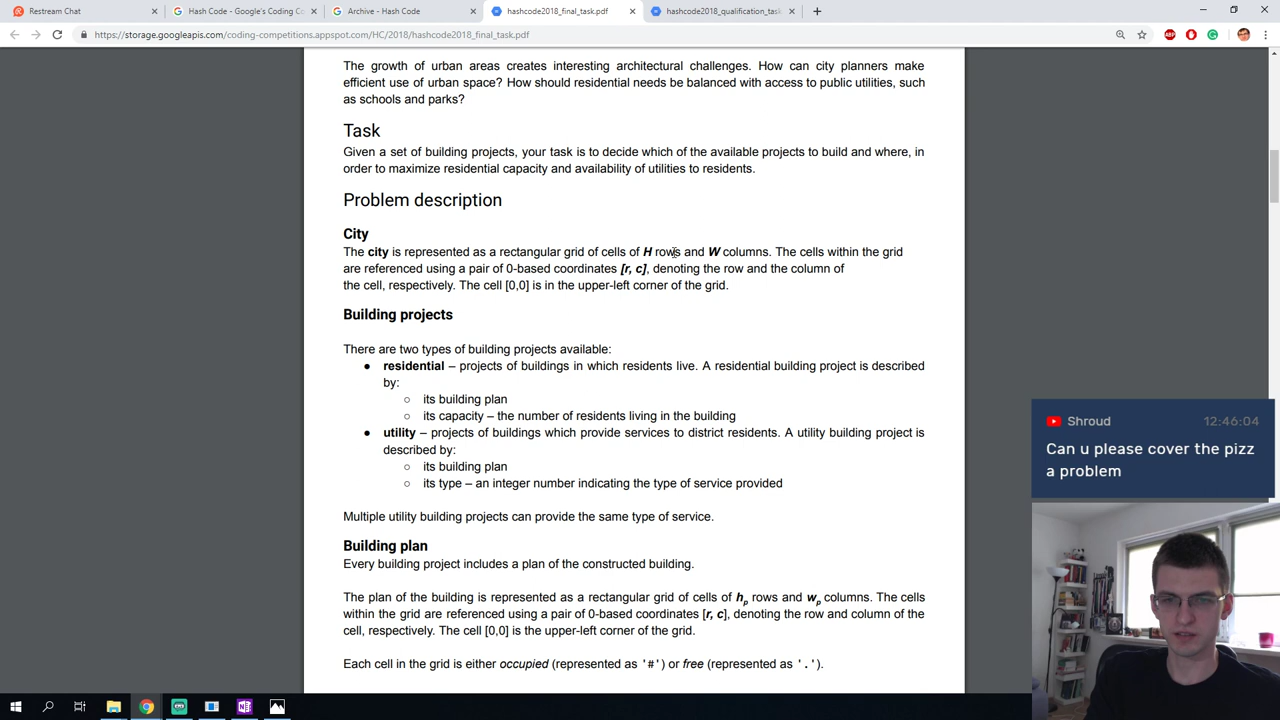 Restream Chat
Hash Code - Google's Coding Co
Archive - Hash Code
hashcode2018_final_task.pdf
hashcode2018_qualification_task
https://storage.googleapis.com/coding-competitions.appspot.com/HC/2018/hashcode2018_final_task.pdf
The growth of urban areas creates interesting architectural challenges. How can city planners make
efficient use of urban space? How should residential needs be balanced with access to public utilities, such
as schools and parks?
Task
Given a set of building projects, your task is to decide which of the available projects to build and where, in
order to maximize residential capacity and availability of utilities to residents.
Problem description
City
The city is represented as a rectangular grid of cells of H rows and W columns. The cells within the grid
are referenced using a pair of 0-based coordinates [r, c], denoting the row and the column of
the cell, respectively. The cell [0,0] is in the upper-left corner of the grid.
Building projects
There are two types of building projects available:
● residential – projects of buildings in which residents live. A residential building project is described
by:
○ its building plan
○ its capacity – the number of residents living in the building
● utility – projects of buildings which provide services to district residents. A utility building project is
described by:
○ its building plan
○ its type – an integer number indicating the type of service provided
Multiple utility building projects can provide the same type of service.
Building plan
Every building project includes a plan of the constructed building.
The plan of the building is represented as a rectangular grid of cells of hp rows and wp columns. The cells
within the grid are referenced using a pair of 0-based coordinates [r, c], denoting the row and column of the
cell, respectively. The cell [0,0] is the upper-left corner of the grid.
Each cell in the grid is either occupied (represented as '#') or free (represented as '.').
Shroud 12:46:04
Can u please cover the pizz
a problem